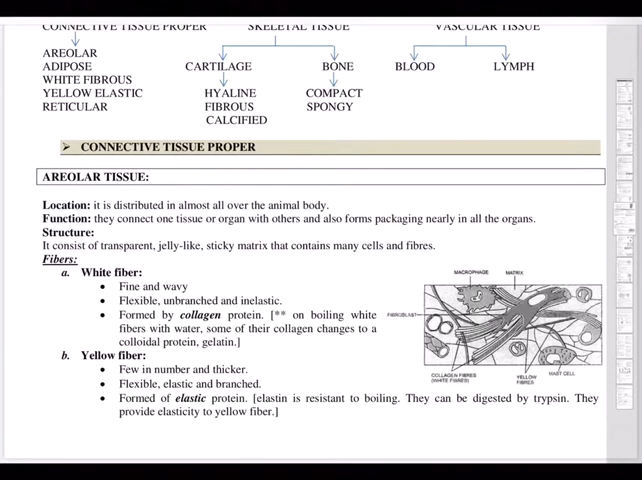 CONNECTIVE TISSUE PROPER SKELETAL TISSUE VASCULAR TISSUE
AREOLAR
ADIPOSE CARTILAGE BONE BLOOD LYMPH
WHITE FIBROUS
YELLOW ELASTIC HYALINE COMPACT
RETICULAR FIBROUS SPONGY
CALCIFIED
➤ CONNECTIVE TISSUE PROPER
AREOLAR TISSUE:
Location: it is distributed in almost all over the animal body.
Function: they connect one tissue or organ with others and also forms packaging nearly in all the organs.
Structure:
It consist of transparent, jelly-like, sticky matrix that contains many cells and fibres.
Fibers:
a. White fiber:
• Fine and wavy
• Flexible, unbranched and inelastic.
• Formed by collagen protein. [** on boiling white
fibers with water, some of their collagen changes to a
colloidal protein, gelatin.]
b. Yellow fiber:
• Few in number and thicker.
• Flexible, elastic and branched.
• Formed of elastic protein. [elastin is resistant to boiling. They can be digested by trypsin. They
provide elasticity to yellow fiber.]
MACROPHAGE MATRIX
FIBROBLAST
COLLAGEN FIBRES
(WHITE FIBRES)
YELLOW
FIBRES
MAST CELL